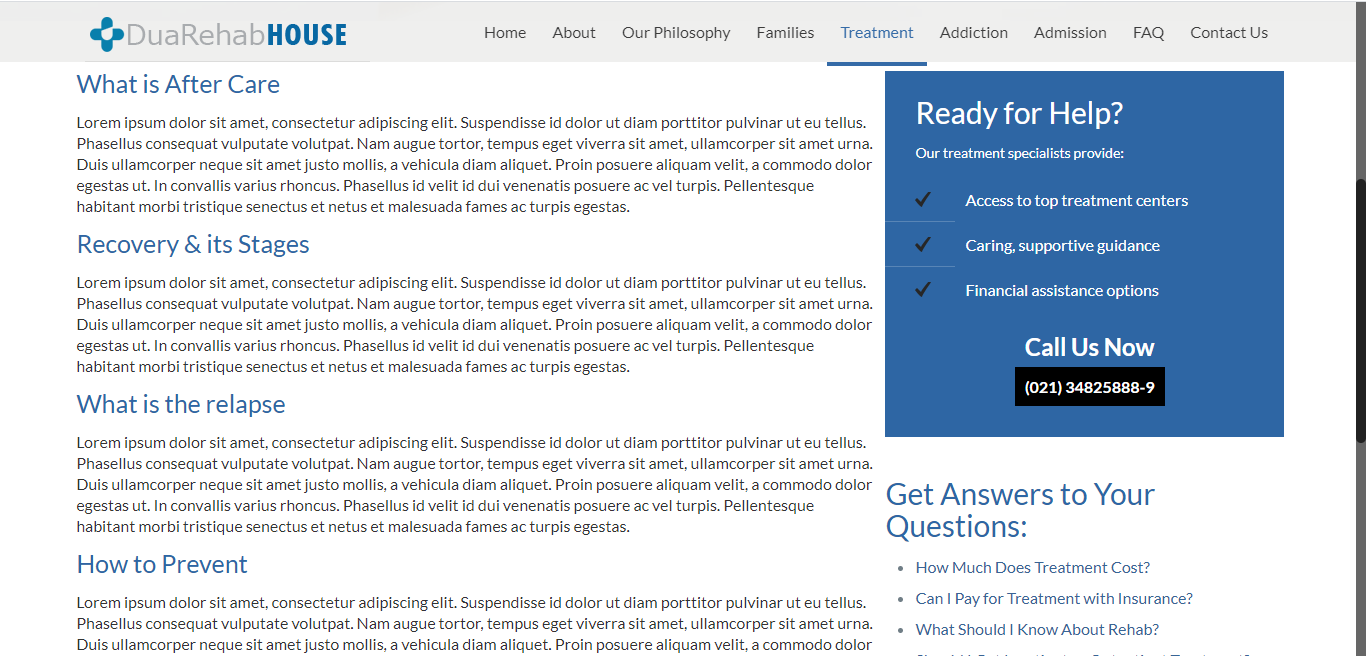 DuaRehabHOUSE
Home About Our Philosophy Families Treatment Addiction Admission FAQ Contact Us
What is After Care
Lorem ipsum dolor sit amet, consectetur adipiscing elit. Suspendisse id dolor ut diam porttitor pulvinar ut eu tellus.
Phasellus consequat vulputate volutpat. Nam augue tortor, tempus eget viverra sit amet, ullamcorper sit amet urna.
Duis ullamcorper neque sit amet justo mollis, a vehicula diam aliquet. Proin posuere aliquam velit, a commodo dolor
egestas ut. In convallis varius rhoncus. Phasellus id velit id dui venenatis posuere ac vel turpis. Pellentesque
habitant morbi tristique senectus et netus et malesuada fames ac turpis egestas.
Recovery & its Stages
Lorem ipsum dolor sit amet, consectetur adipiscing elit. Suspendisse id dolor ut diam porttitor pulvinar ut eu tellus.
Phasellus consequat vulputate volutpat. Nam augue tortor, tempus eget viverra sit amet, ullamcorper sit amet urna.
Duis ullamcorper neque sit amet justo mollis, a vehicula diam aliquet. Proin posuere aliquam velit, a commodo dolor
egestas ut. In convallis varius rhoncus. Phasellus id velit id dui venenatis posuere ac vel turpis. Pellentesque
habitant morbi tristique senectus et netus et malesuada fames ac turpis egestas.
What is the relapse
Lorem ipsum dolor sit amet, consectetur adipiscing elit. Suspendisse id dolor ut diam porttitor pulvinar ut eu tellus.
Phasellus consequat vulputate volutpat. Nam augue tortor, tempus eget viverra sit amet, ullamcorper sit amet urna.
Duis ullamcorper neque sit amet justo mollis, a vehicula diam aliquet. Proin posuere aliquam velit, a commodo dolor
egestas ut. In convallis varius rhoncus. Phasellus id velit id dui venenatis posuere ac vel turpis. Pellentesque
habitant morbi tristique senectus et netus et malesuada fames ac turpis egestas.
How to Prevent
Lorem ipsum dolor sit amet, consectetur adipiscing elit. Suspendisse id dolor ut diam porttitor pulvinar ut eu tellus.
Phasellus consequat vulputate volutpat. Nam augue tortor, tempus eget viverra sit amet, ullamcorper sit amet urna.
Duis ullamcorper neque sit amet justo mollis, a vehicula diam aliquet. Proin posuere aliquam velit, a commodo dolor
Ready for Help?
Our treatment specialists provide:
Access to top treatment centers
Caring, supportive guidance
Financial assistance options
Call Us Now
(021) 34825888-9
Get Answers to Your
Questions:
How Much Does Treatment Cost?
Can I Pay for Treatment with Insurance?
What Should I Know About Rehab?